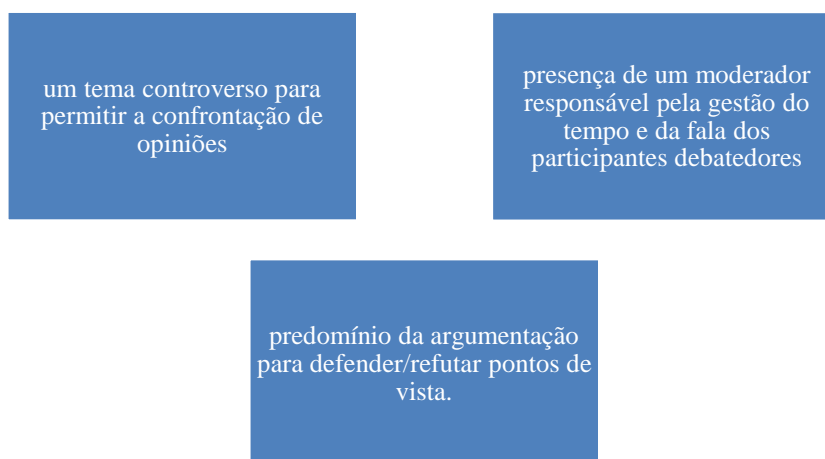 um tema controverso para
permitir a confrontação de
opiniões
presença de um moderador
responsável pela gestão do
tempo e da fala dos
participantes debatedores
predomínio da argumentação
para defender/refutar pontos de
vista.